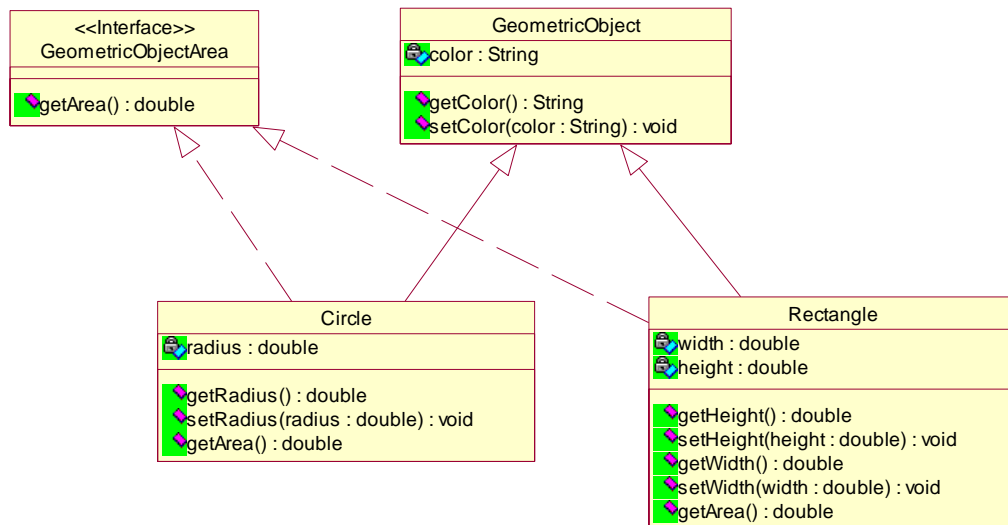 <<Interface>>
GeometricObjectArea
getArea() : double
GeometricObject
color : String
getColor() : String
setColor(color : String) : void
Circle
radius : double
getRadius() : double
setRadius(radius : double) : void
getArea() : double
Rectangle
width : double
height : double
getHeight() : double
setHeight(height : double) : void
getWidth() : double
setWidth(width : double) : void
getArea() : double